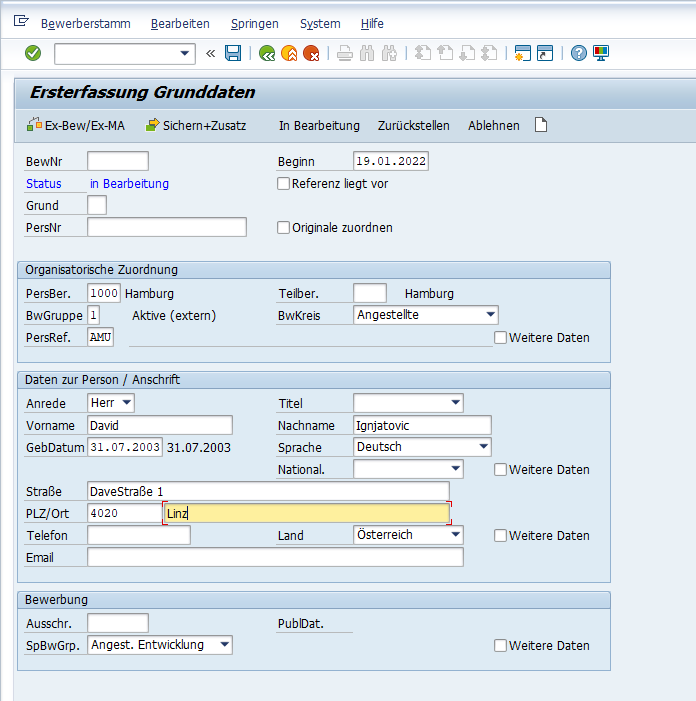 Bewerberstamm Bearbeiten Springen System Hilfe
Ersterfassung Grunddaten
Ex-Bew/Ex-MA Sichern+Zusatz In Bearbeitung Zurückstellen Ablehnen
BewNr Beginn 19.01.2022
Status in Bearbeitung Referenz liegt vor
Grund
PersNr Originale zuordnen
Organisatorische Zuordnung
PersBer. 1000 Hamburg Teilber. Hamburg
BwGruppe 1 Aktive (extern) BwKreis Angestellte
PersRef. AMU Weitere Daten
Daten zur Person / Anschrift
Anrede Herr Titel
Vorname David Nachname Ignjatovic
GebDatum 31.07.2003 31.07.2003 Sprache Deutsch
National. Weitere Daten
Straße DaveStraße 1
PLZ/Ort 4020 Linz
Telefon Land Österreich Weitere Daten
Email
Bewerbung
Ausschr. PublDat.
SpBwGrp. Angest. Entwicklung Weitere Daten